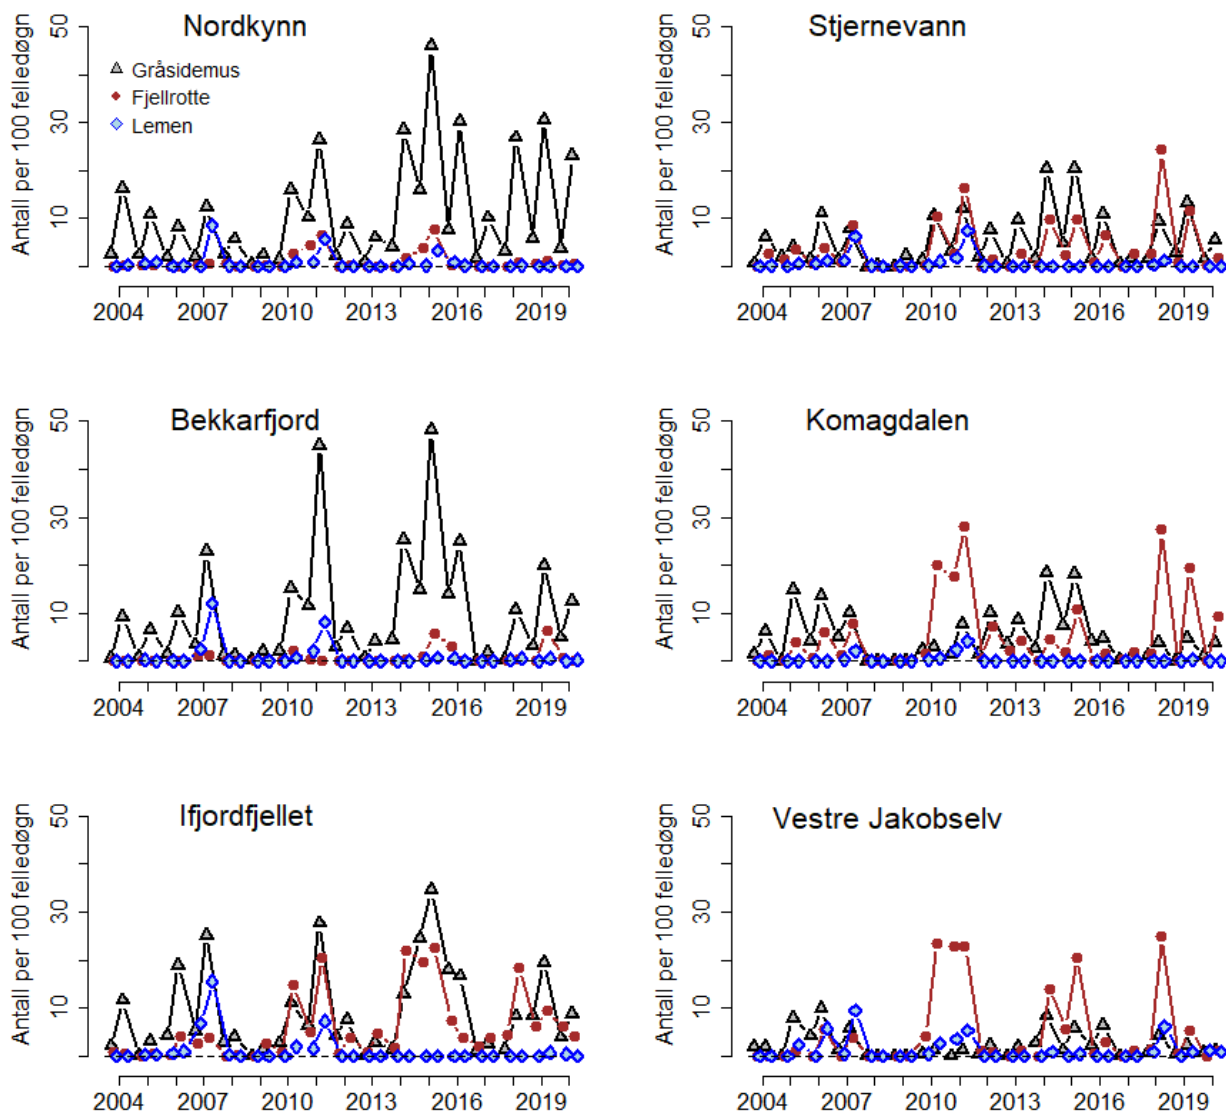 Nordkynn
Antall per 100 felledøgn
50
30
10
Gråsidemus
Fjellrotte
Lemen
2004 2007 2010 2013 2016 2019
Stjernevann
Antall per 100 felledøgn
50
30
10
2004 2007 2010 2013 2016 2019
Bekkarfjord
Antall per 100 felledøgn
50
30
10
2004 2007 2010 2013 2016 2019
Komagdalen
Antall per 100 felledøgn
50
30
10
2004 2007 2010 2013 2016 2019
Ifjordfjellet
Antall per 100 felledøgn
50
30
10
2004 2007 2010 2013 2016 2019
Vestre Jakobselv
Antall per 100 felledøgn
50
30
10
2004 2007 2010 2013 2016 2019